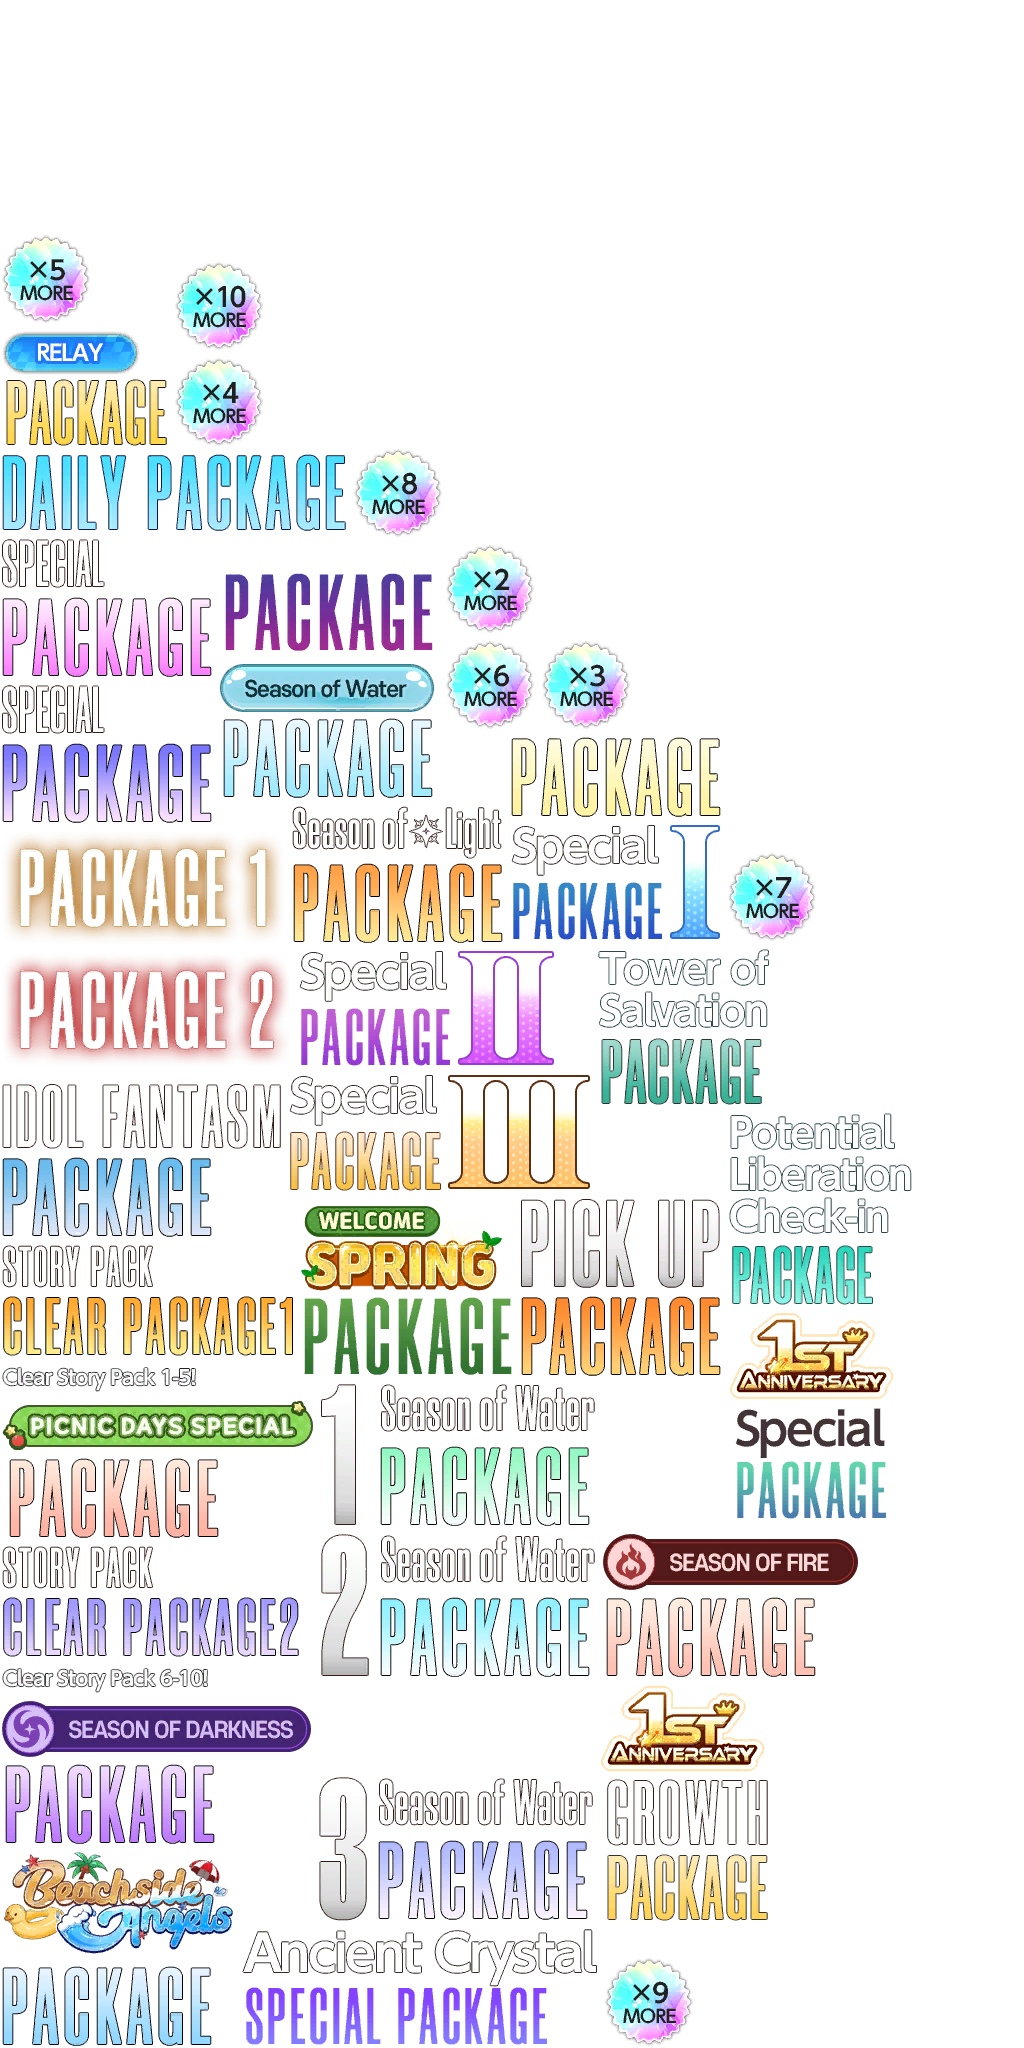 ×5
MORE
×10
MORE
RELAY
PACKAGE
×4
MORE
DAILY PACKAGE
×8
MORE
SPECIAL
PACKAGE
PACKAGE
×2
MORE
Season of Water
PACKAGE
×6
MORE
×3
MORE
SPECIAL
PACKAGE
PACKAGE
PACKAGE 1
Season of Light
PACKAGE
Special
PACKAGE
I
×7
MORE
PACKAGE 2
Special
PACKAGE
II
Tower of
Salvation
PACKAGE
IDOL FANTASM
PACKAGE
Special
PACKAGE
III
Potential
Liberation
Check-in
PACKAGE
STORY PACK
CLEAR PACKAGE1
Clear Story Pack 1-5!
WELCOME
SPRING
PACKAGE
PICK UP
PACKAGE
1ST
ANNIVERSARY
Special
PACKAGE
PICNIC DAYS SPECIAL
PACKAGE
1
Season of Water
PACKAGE
STORY PACK
CLEAR PACKAGE2
Clear Story Pack 6-10!
2
Season of Water
PACKAGE
SEASON OF FIRE
PACKAGE
SEASON OF DARKNESS
PACKAGE
3
Season of Water
PACKAGE
1ST
ANNIVERSARY
GROWTH
PACKAGE
Beachside
Angels
PACKAGE
Ancient Crystal
SPECIAL PACKAGE
×9
MORE